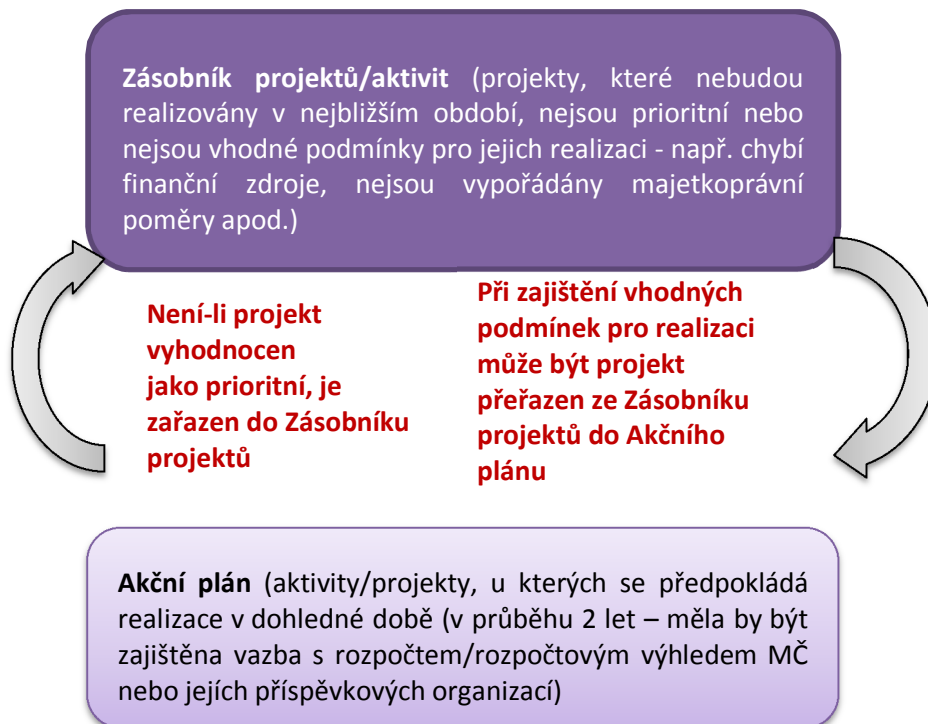 Zásobník projektů/aktivit (projekty, které nebudou
realizovány v nejbližším období, nejsou prioritní nebo
nejsou vhodné podmínky pro jejich realizaci - např. chybí
finanční zdroje, nejsou vypořádány majetkoprávní
poměry apod.)
Není-li projekt
vyhodnocen
jako prioritní, je
zařazen do Zásobníku
projektů
Při zajištění vhodných
podmínek pro realizaci
může být projekt
přeřazen ze Zásobníku
projektů do Akčního
plánu
Akční plán (aktivity/projekty, u kterých se předpokládá
realizace v dohledné době (v průběhu 2 let – měla by být
zajištěna vazba s rozpočtem/rozpočtovým výhledem MČ
nebo jejích příspěvkových organizací)